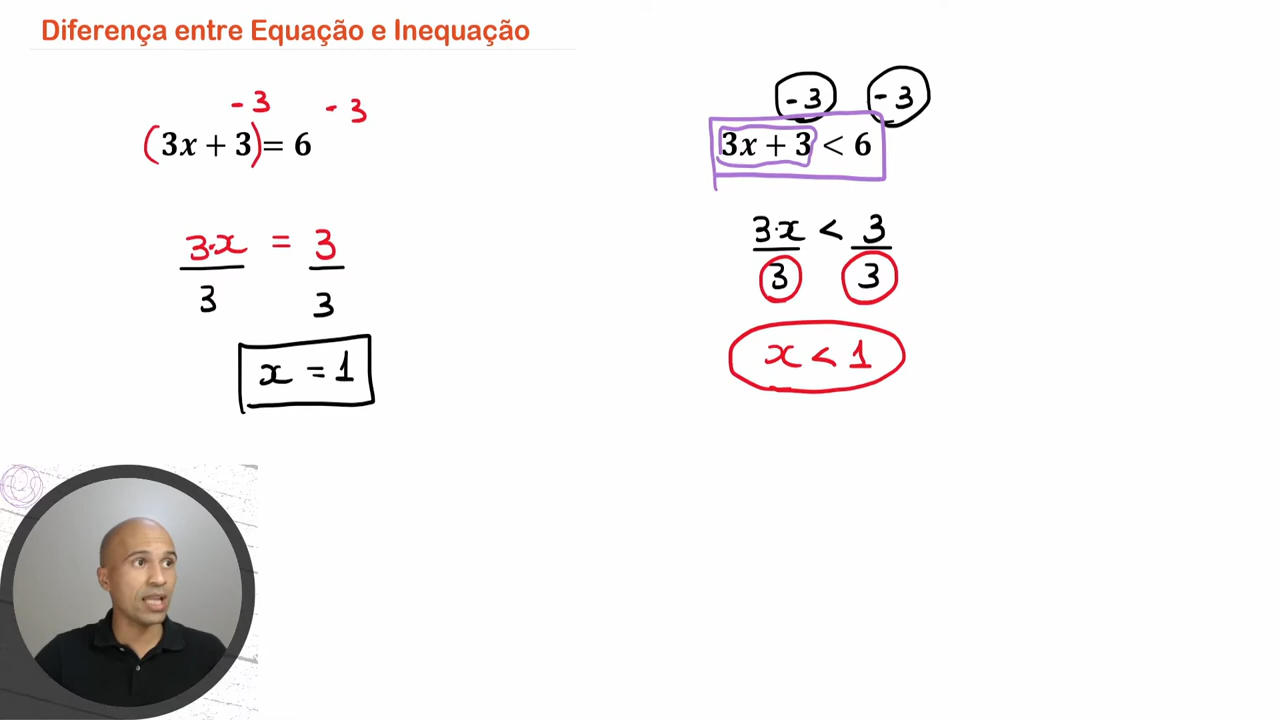 Diferença entre Equação e Inequação
-3 -3
(3x + 3) = 6
3·x = 3
3 3
x = 1
-3 -3
3x + 3 < 6
3·x < 3
3 3
x < 1